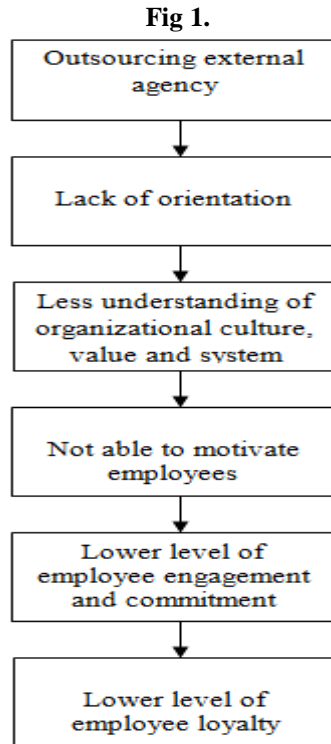 Fig 1.
Outsourcing external
agency
Lack of orientation
Less understanding of
organizational culture,
value and system
Not able to motivate
employees
Lower level of
employee engagement
and commitment
Lower level of
employee loyalty